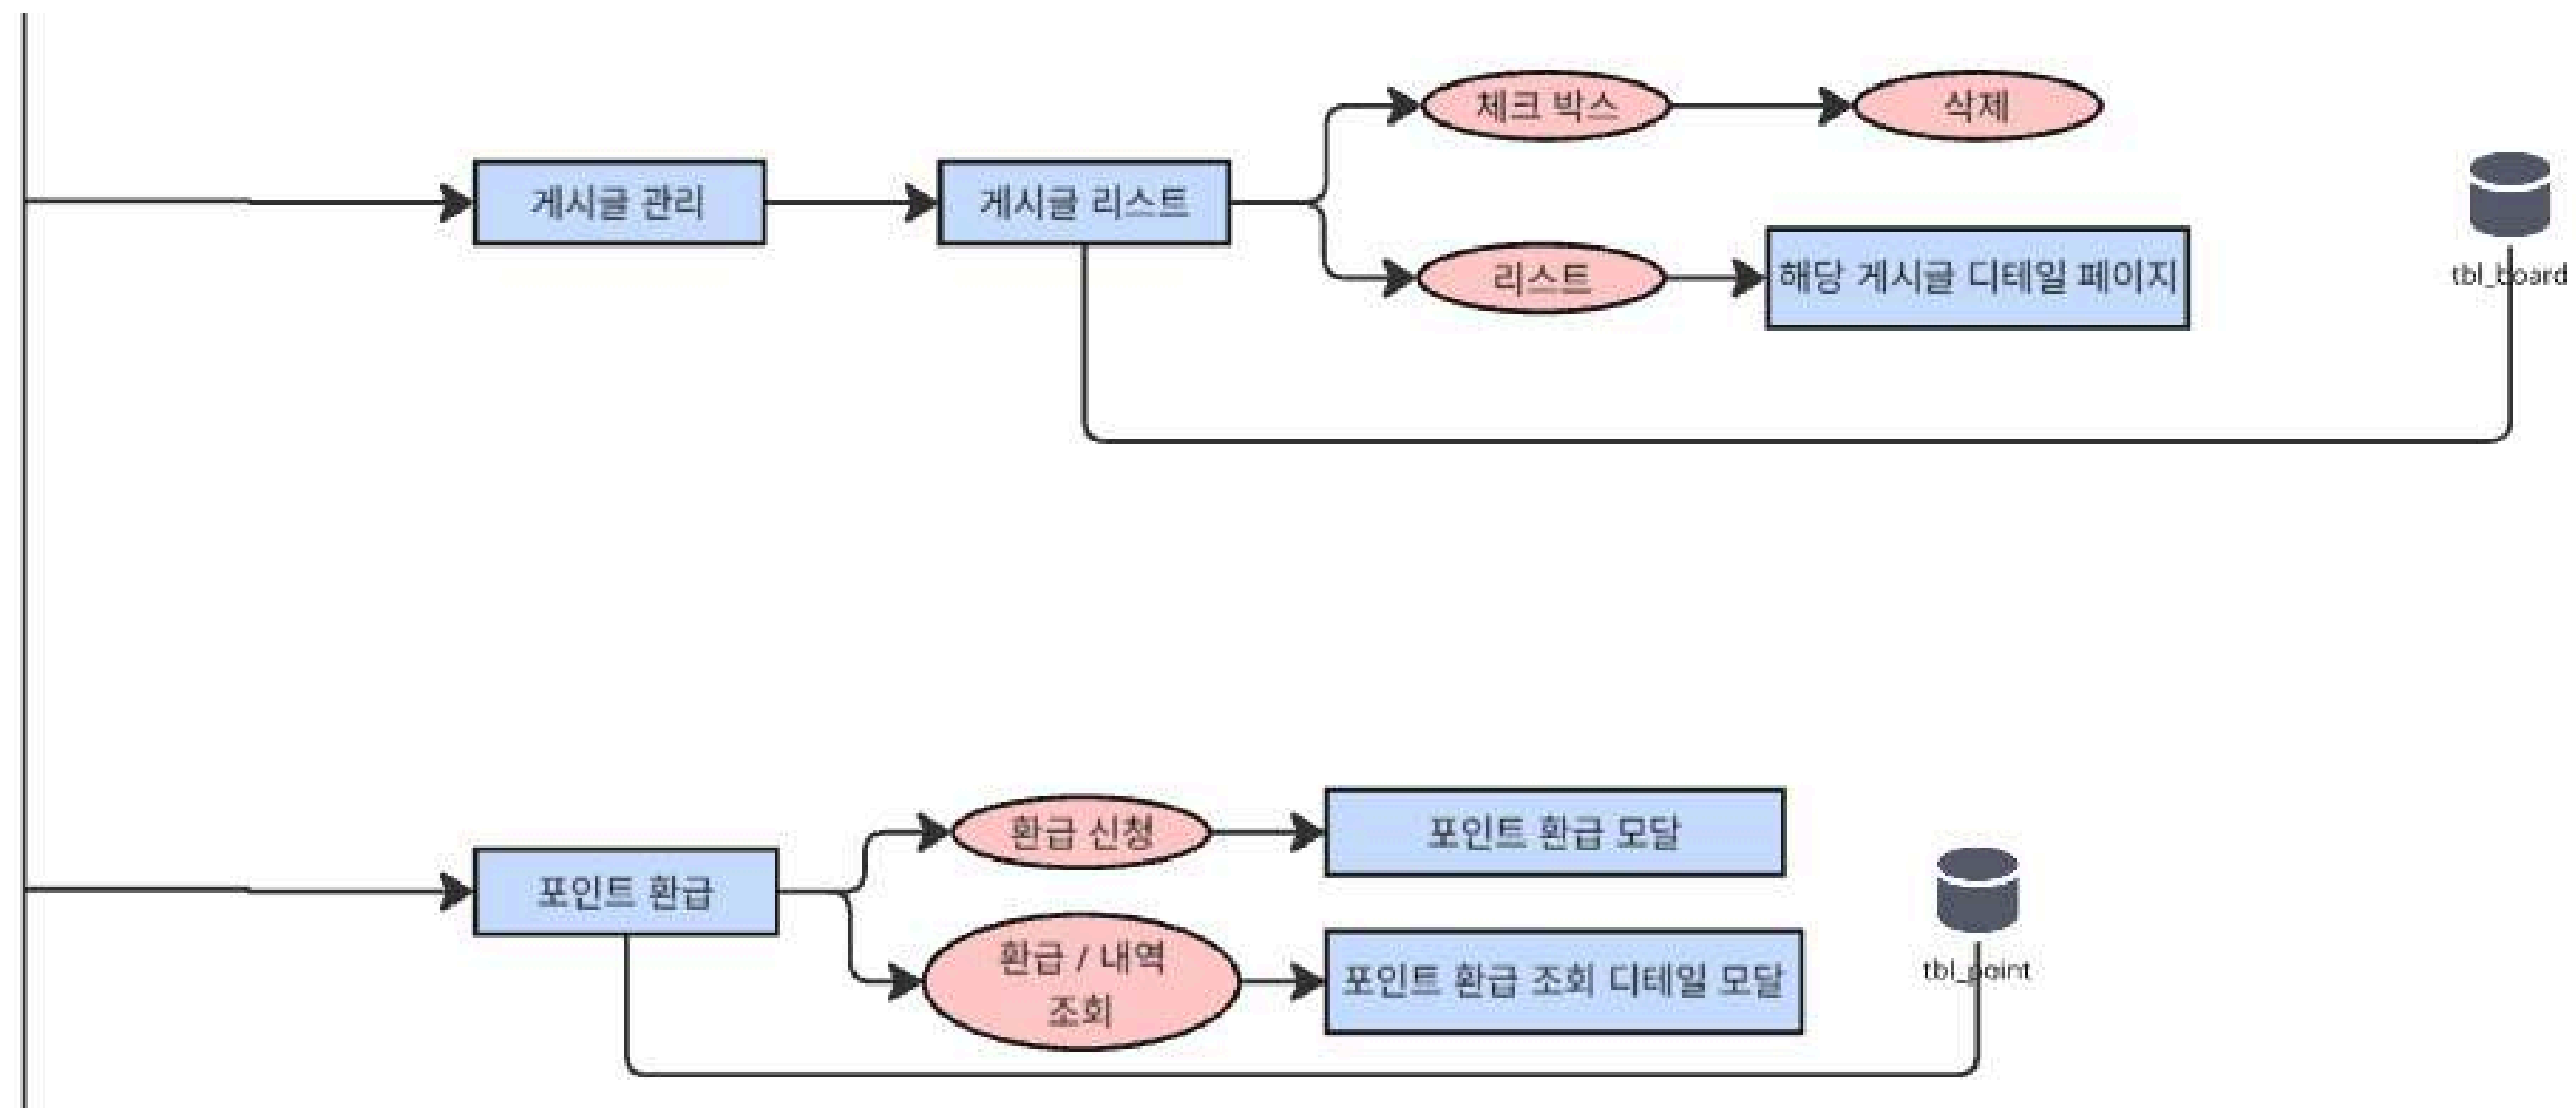 체크 박스
삭제
게시글 관리
게시글 리스트
리스트
해당 게시글 디테일 페이지
tbl_board
환급 신청
포인트 환급 모달
포인트 환급
환급 / 내역
조회
포인트 환급 조회 디테일 모달
tbl_point